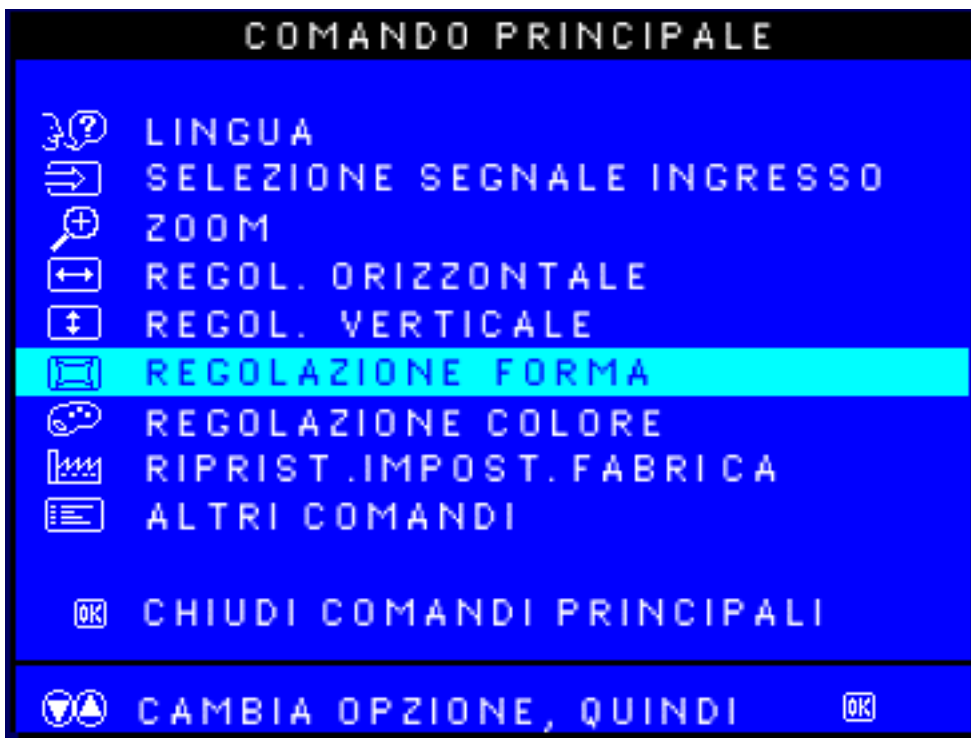 COMANDO PRINCIPALE
LINGUA
SELEZIONE SEGNALE INGRESSO
ZOOM
REGOL. ORIZZONTALE
REGOL. VERTICALE
REGOLAZIONE FORMA
REGOLAZIONE COLORE
RIPRIST.IMPOST.FABRICA
ALTRI COMANDI
OK CHIUDI COMANDI PRINCIPALI
CAMBIA OPZIONE, QUINDI OK